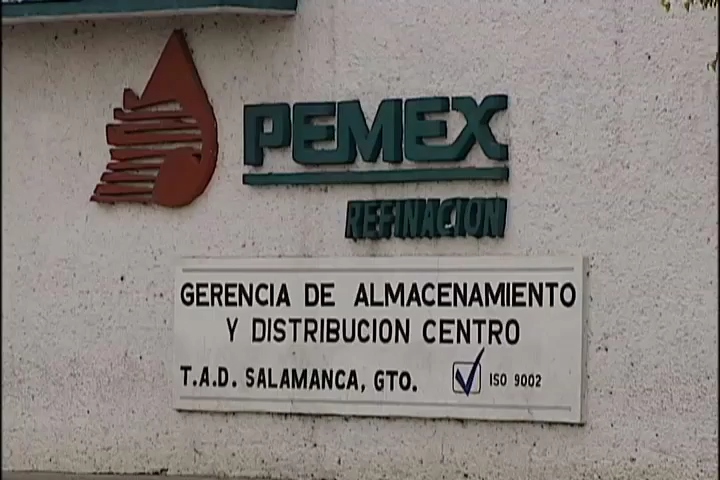 PEMEX
REFINACION
GERENCIA DE ALMACENAMIENTO
Y DISTRIBUCION CENTRO
T.A.D. SALAMANCA, GTO.
ISO 9002